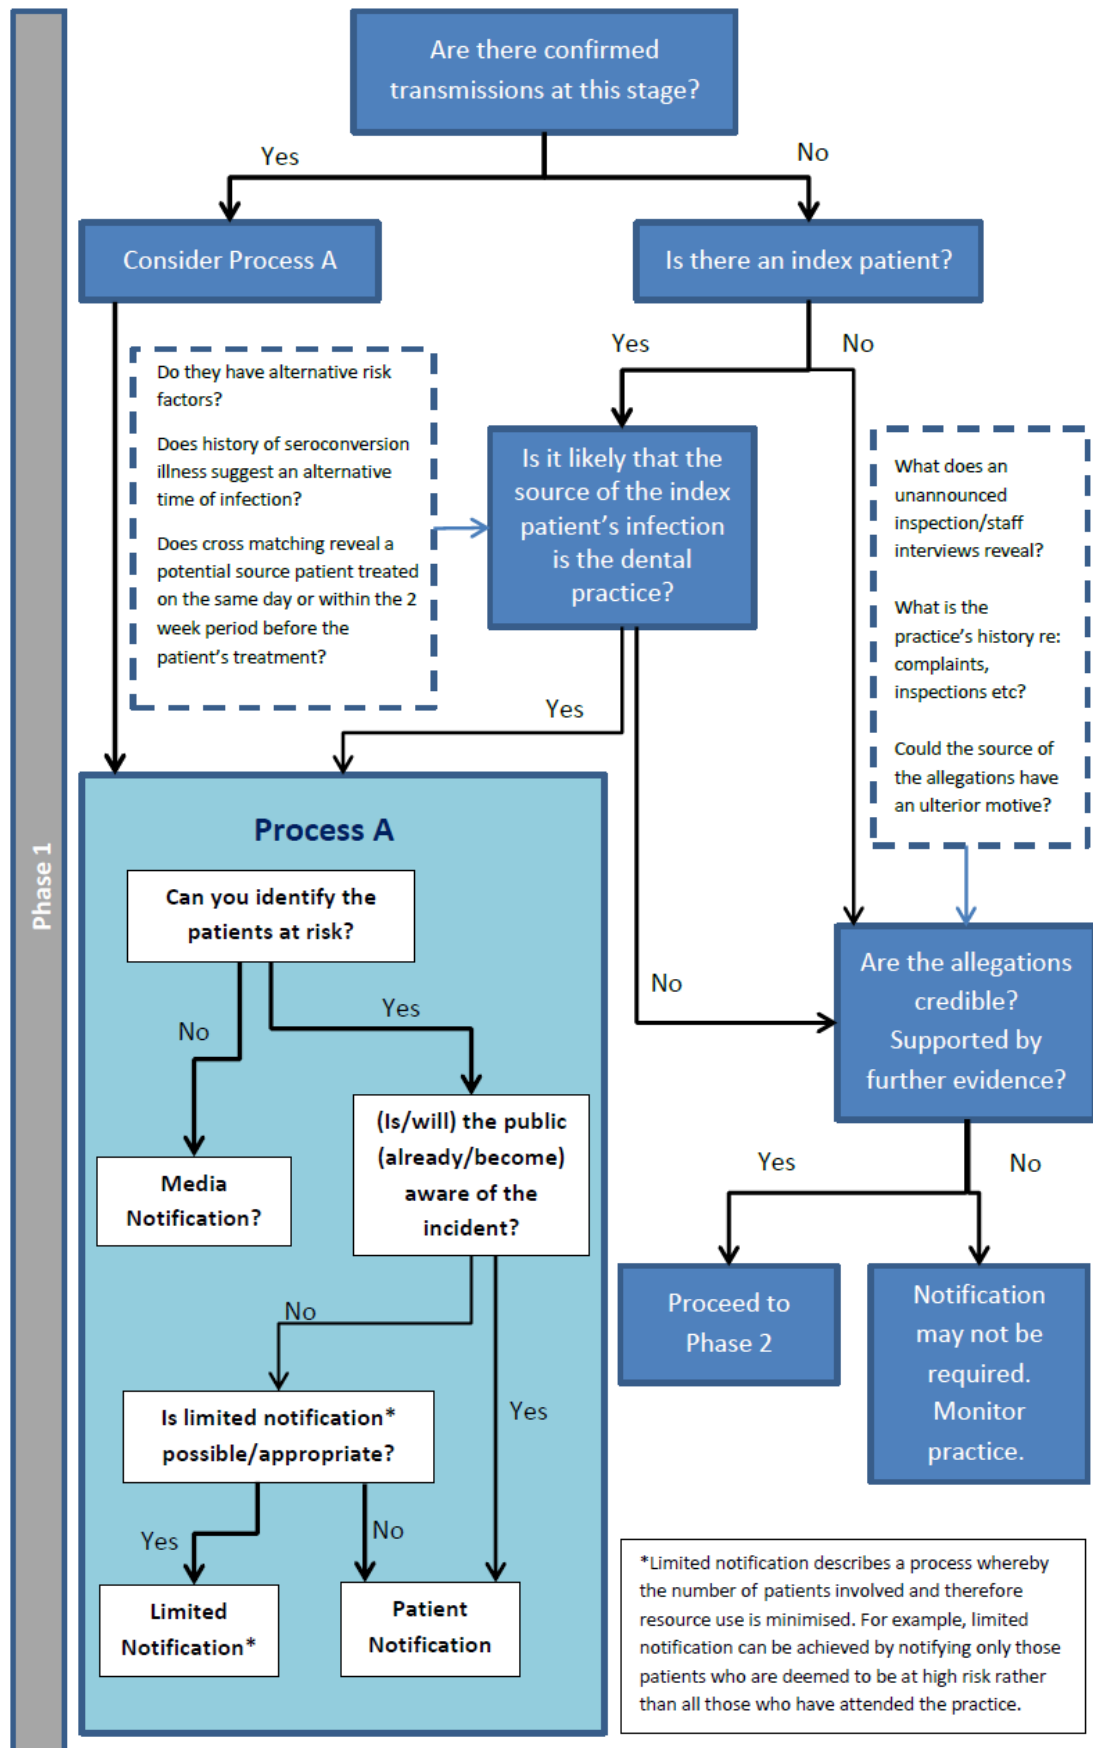 Phase 1
Are there confirmed
transmissions at this stage?
Yes
No
Consider Process A
Is there an index patient?
Yes
No
Do they have alternative risk
factors?
Does history of seroconversion
illness suggest an alternative
time of infection?
Does cross matching reveal a
potential source patient treated
on the same day or within the 2
week period before the
patient's treatment?
Is it likely that the
source of the index
patient's infection
is the dental
practice?
What does an
unannounced
inspection/staff
interviews reveal?
What is the
practice's history re:
complaints,
inspections etc?
Could the source of
the allegations have
an ulterior motive?
Yes
No
Process A
Can you identify the
patients at risk?
No
Yes
Media
Notification?
(Is/will) the public
(already/become)
aware of the
incident?
No
Yes
Is limited notification*
possible/appropriate?
Yes
No
Limited
Notification*
Patient
Notification
Are the allegations
credible?
Supported by
further evidence?
Yes
No
Proceed to
Phase 2
Notification
may not be
required.
Monitor
practice.
*Limited notification describes a process whereby
the number of patients involved and therefore
resource use is minimised. For example, limited
notification can be achieved by notifying only those
patients who are deemed to be at high risk rather
than all those who have attended the practice.